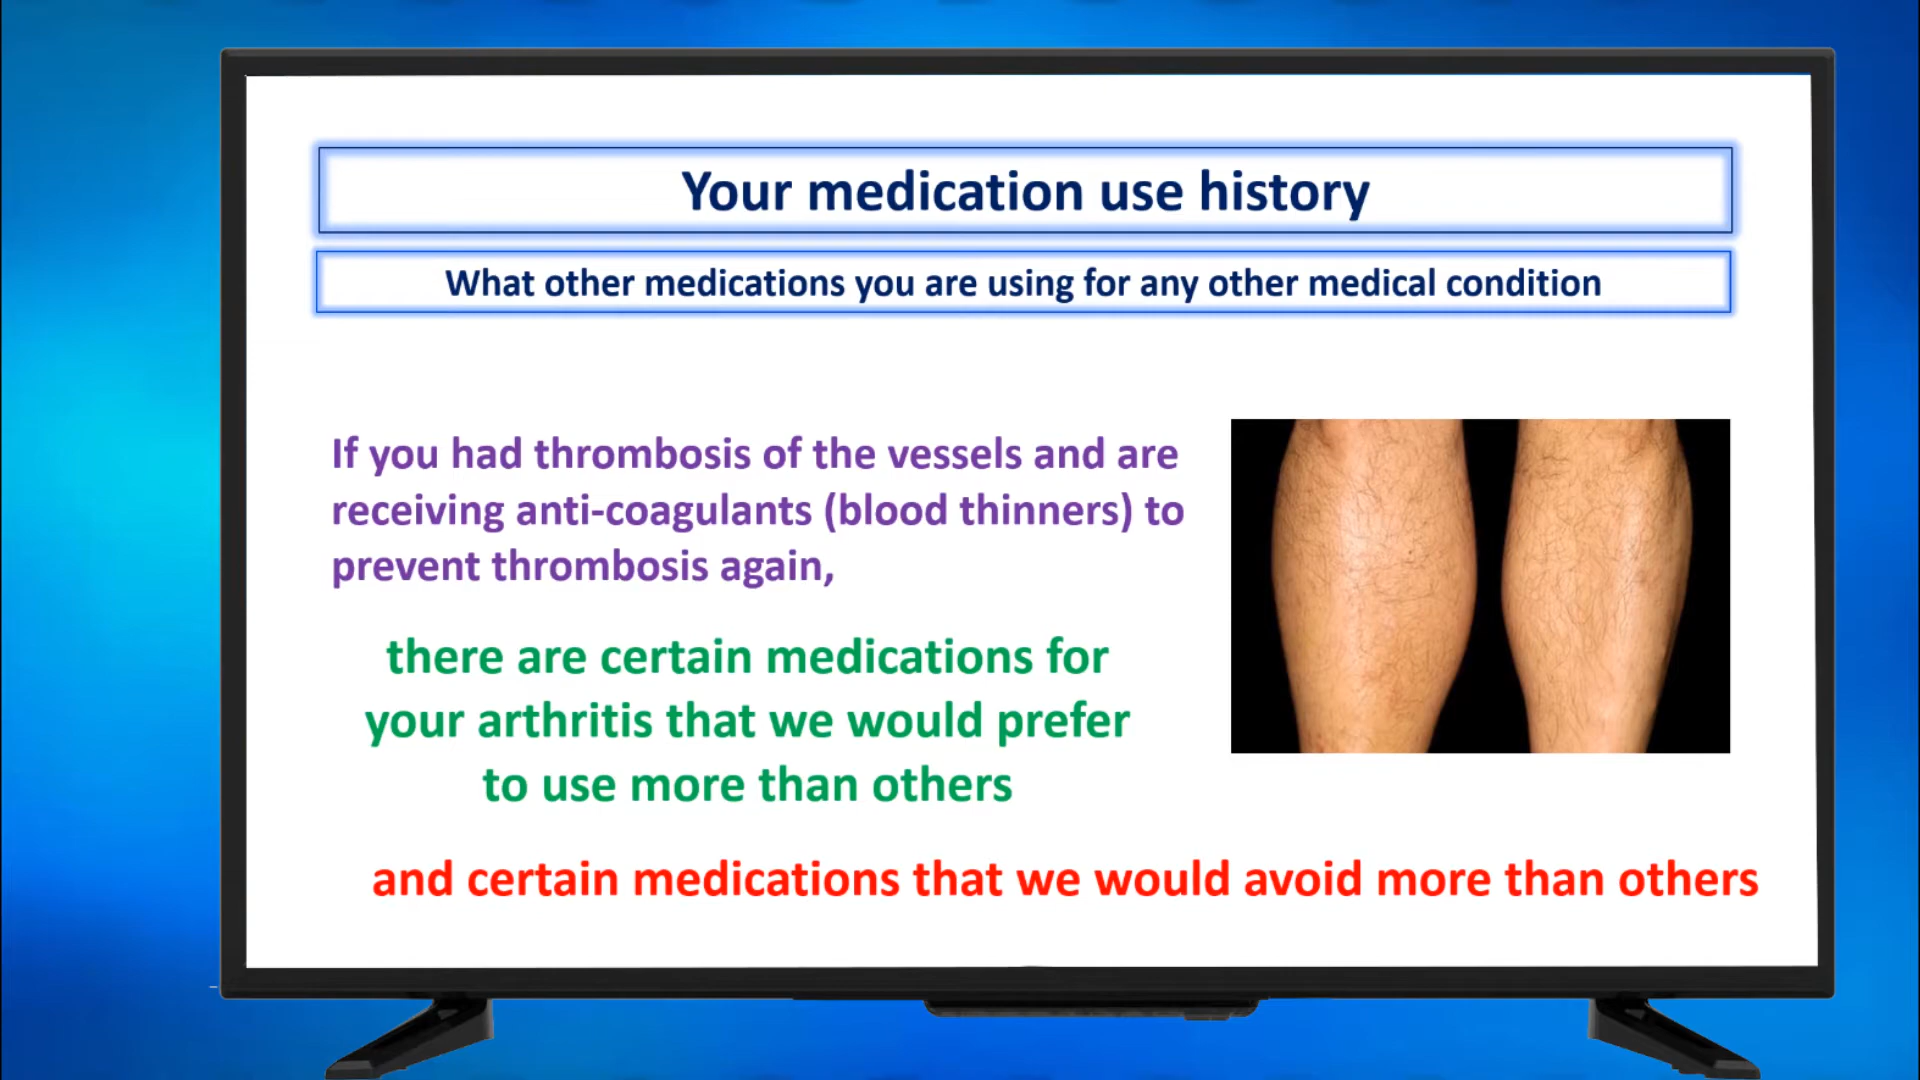 Your medication use history
What other medications you are using for any other medical condition
If you had thrombosis of the vessels and are
receiving anti-coagulants (blood thinners) to
prevent thrombosis again,
there are certain medications for
your arthritis that we would prefer
to use more than others
and certain medications that we would avoid more than others